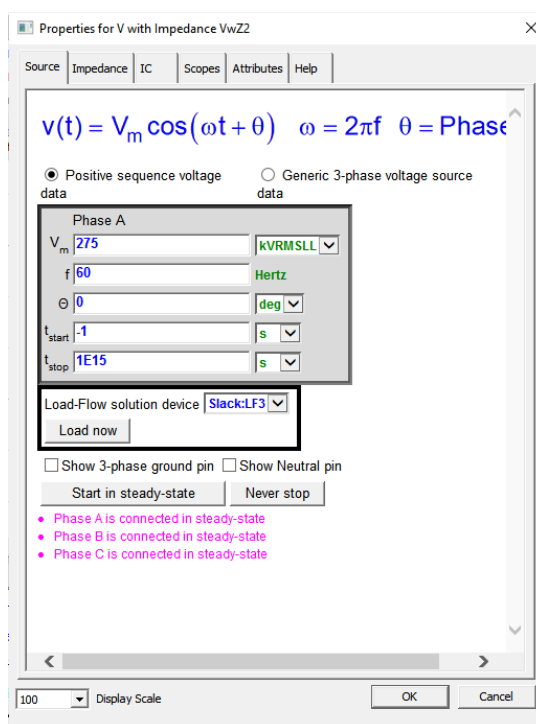 Properties for V with Impedance VwZ2
Source Impedance IC Scopes Attributes Help
v(t) = Vm cos(ωt + θ) ω = 2πf θ = Phase
Positive sequence voltage data
Generic 3-phase voltage source data
Phase A
Vm 275 kVRMSLL
f 60 Hertz
Θ 0 deg
tstart -1 s
tstop 1E15 s
Load-Flow solution device Slack:LF3
Load now
Show 3-phase ground pin Show Neutral pin
Start in steady-state Never stop
• Phase A is connected in steady-state
• Phase B is connected in steady-state
• Phase C is connected in steady-state
100 Display Scale OK Cancel